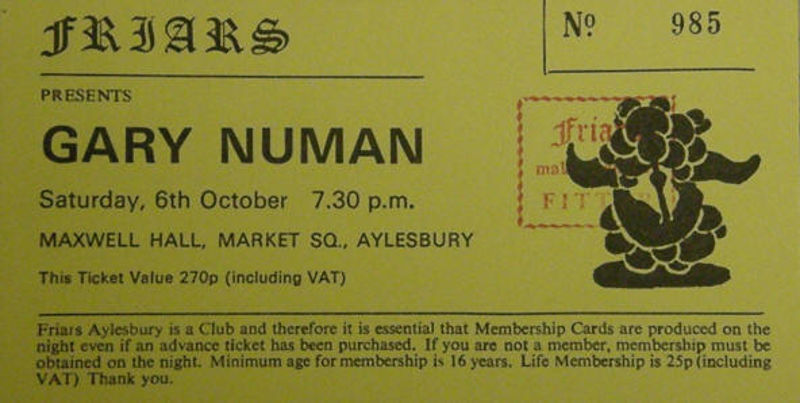 FRIARS
Nº 985
PRESENTS
GARY NUMAN
Saturday, 6th October 7.30 p.m.
MAXWELL HALL, MARKET SQ., AYLESBURY
This Ticket Value 270p (including VAT)
Friars Aylesbury is a Club and therefore it is essential that Membership Cards are produced on the
night even if an advance ticket has been purchased. If you are not a member, membership must be
obtained on the night. Minimum age for membership is 16 years. Life Membership is 25p (including
VAT) Thank you.